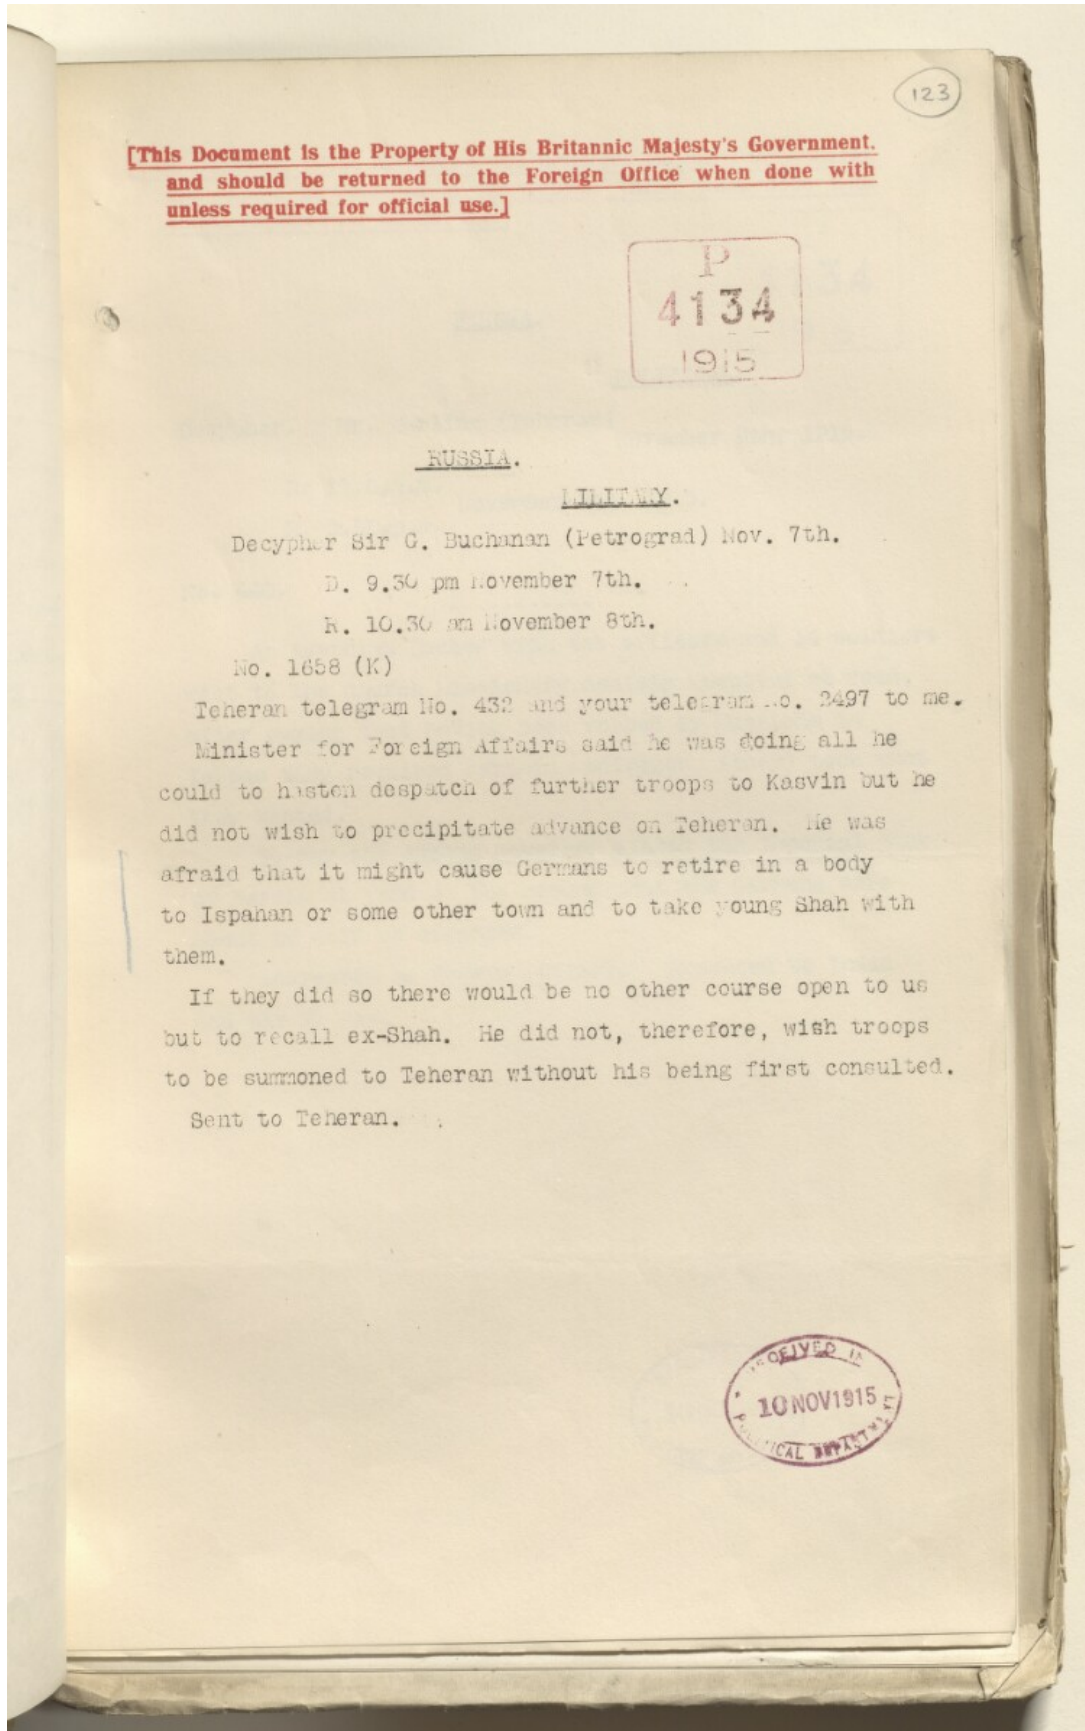 123
[This Document is the Property of His Britannic Majesty's Government.
and should be returned to the Foreign Office when done with
unless required for official use.]
P
4134
1915
RUSSIA.
MILITARY.
Decypher Sir G. Buchanan (Petrograd) Nov. 7th.
D. 9.30 pm November 7th.
R. 10.30 am November 8th.
No. 1658 (K)
Teheran telegram No. 432 and your telegram No. 2497 to me.
Minister for Foreign Affairs said he was doing all he
could to hasten despatch of further troops to Kasvin but he
did not wish to precipitate advance on Teheran. He was
afraid that it might cause Germans to retire in a body
to Ispahan or some other town and to take young Shah with
them.
If they did so there would be no other course open to us
but to recall ex-Shah. He did not, therefore, wish troops
to be summoned to Teheran without his being first consulted.
Sent to Teheran.
RECEIVED IN
10 NOV 1915
POLITICAL DEPARTMENT